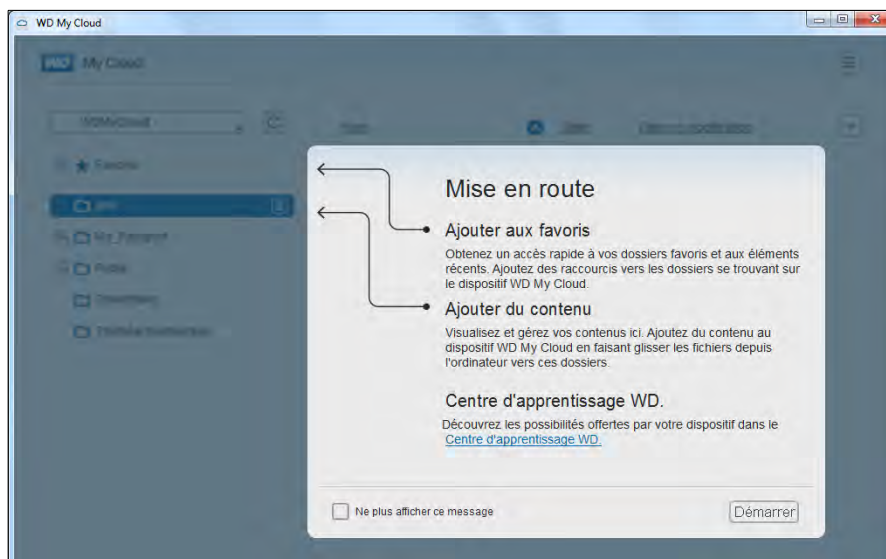 WD My Cloud
WD My Cloud
WDMyCloud
Favoris
Public
Mise en route
Ajouter aux favoris
Obtenez un accès rapide à vos dossiers favoris et aux éléments
récents. Ajoutez des raccourcis vers les dossiers se trouvant sur
le dispositif WD My Cloud.
Ajouter du contenu
Visualisez et gérez vos contenus ici. Ajoutez du contenu au
dispositif WD My Cloud en faisant glisser les fichiers depuis
l'ordinateur vers ces dossiers.
Centre d'apprentissage WD.
Découvrez les possibilités offertes par votre dispositif dans le
Centre d'apprentissage WD.
Ne plus afficher ce message
Démarrer